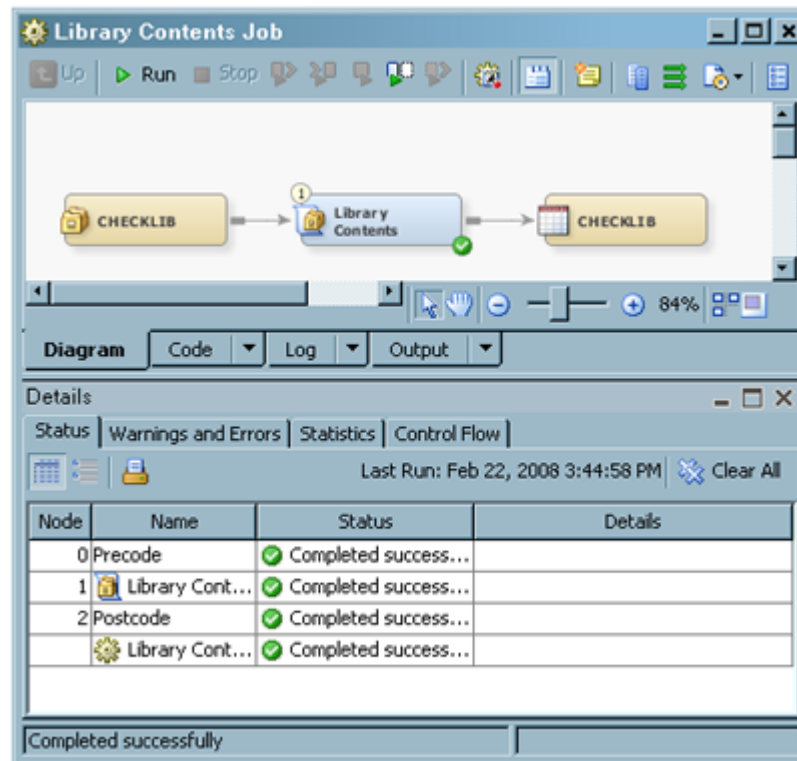 Library Contents Job
Up Run Stop
CHECKLIB
1
Library
Contents
CHECKLIB
84%
Diagram Code Log Output
Details
Status Warnings and Errors Statistics Control Flow
Last Run: Feb 22, 2008 3:44:58 PM Clear All
Node Name Status Details
0 Precode Completed success...
1 Library Cont... Completed success...
2 Postcode Completed success...
Library Cont... Completed success...
Completed successfully